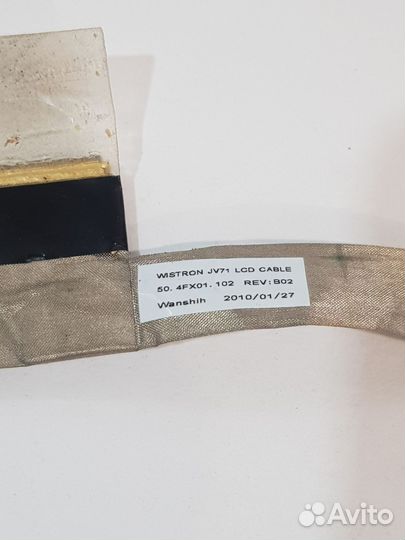 WISTRON JV71 LCD CABLE
50.4FX01.102 REV:B02
Wanshih 2010/01/27
Avito